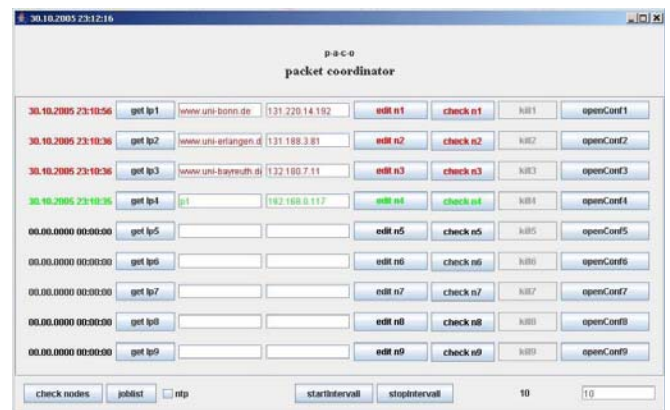 30.10.2005 23:12:16
p-a-c-o
packet coordinator
30.10.2005 23:10:56 get Ip1 www.uni-bonn.de 131.220.14.192 edit n1 check n1 kill1 openConf1
30.10.2005 23:10:36 get Ip2 www.uni-erlangen.d 131.188.3.81 edit n2 check n2 kill2 openConf2
30.10.2005 23:10:36 get Ip3 www.uni-bayreuth.d 132.180.7.11 edit n3 check n3 kill3 openConf3
30.10.2005 23:10:35 get Ip4 p1 192.168.0.117 edit n4 check n4 kill4 openConf4
00.00.0000 00:00:00 get Ip5 edit n5 check n5 kill5 openConf5
00.00.0000 00:00:00 get Ip6 edit n6 check n6 kill6 openConf6
00.00.0000 00:00:00 get Ip7 edit n7 check n7 kill7 openConf7
00.00.0000 00:00:00 get Ip8 edit n8 check n8 kill8 openConf8
00.00.0000 00:00:00 get Ip9 edit n9 check n9 kill9 openConf9
check nodes joblist ntp startIntervall stopIntervall 10 10